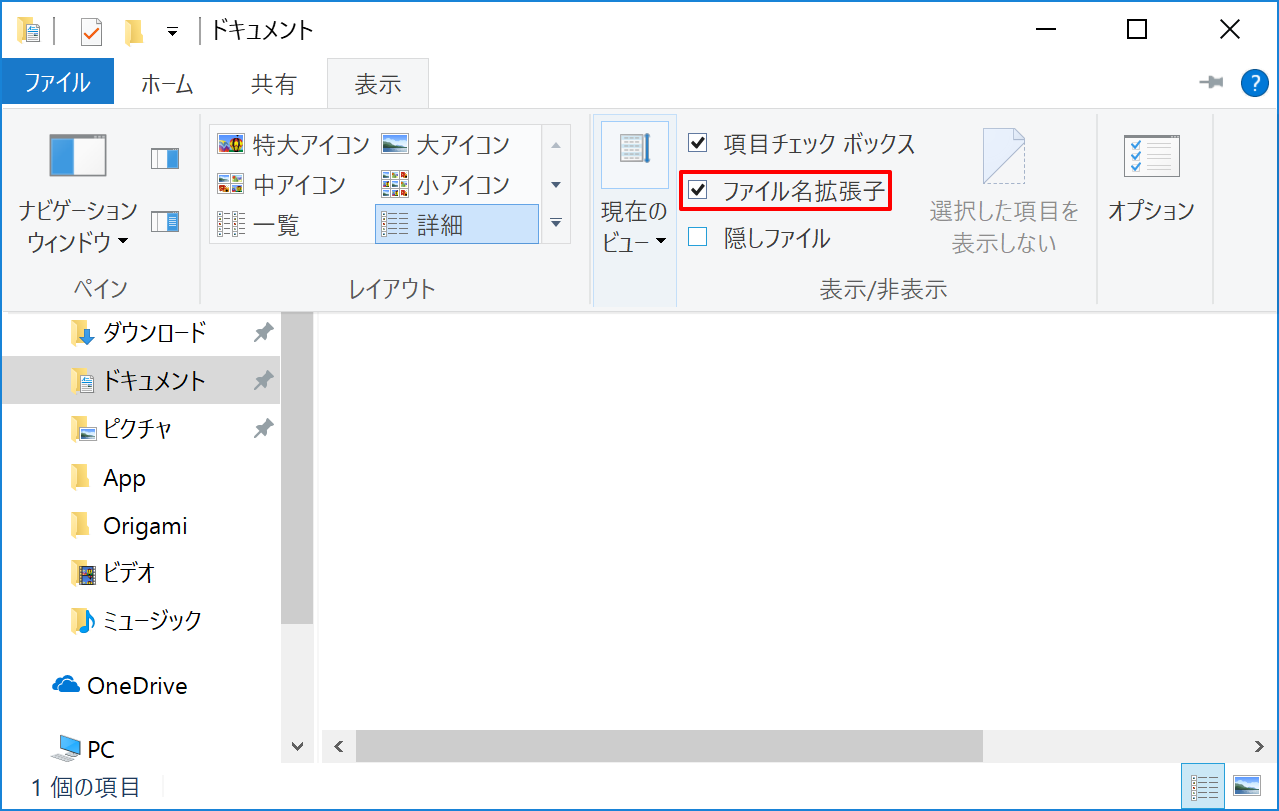 ドキュメント
ファイル ホーム 共有 表示
?
ナビゲーション
ウィンドウ
ペイン
特大アイコン 大アイコン
中アイコン 小アイコン
一覧 詳細
レイアウト
現在の
ビュー
項目チェック ボックス
ファイル名拡張子
隠しファイル
選択した項目を
表示しない
表示/非表示
オプション
ダウンロード
ドキュメント
ピクチャ
App
Origami
ビデオ
ミュージック
OneDrive
PC
1 個の項目